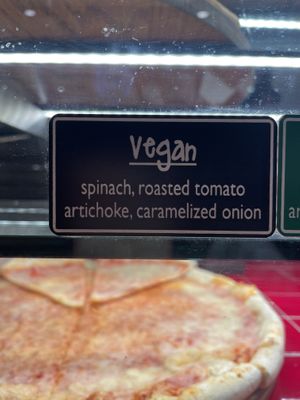 Vegan
spinach, roasted tomato
artichoke, caramelized onion